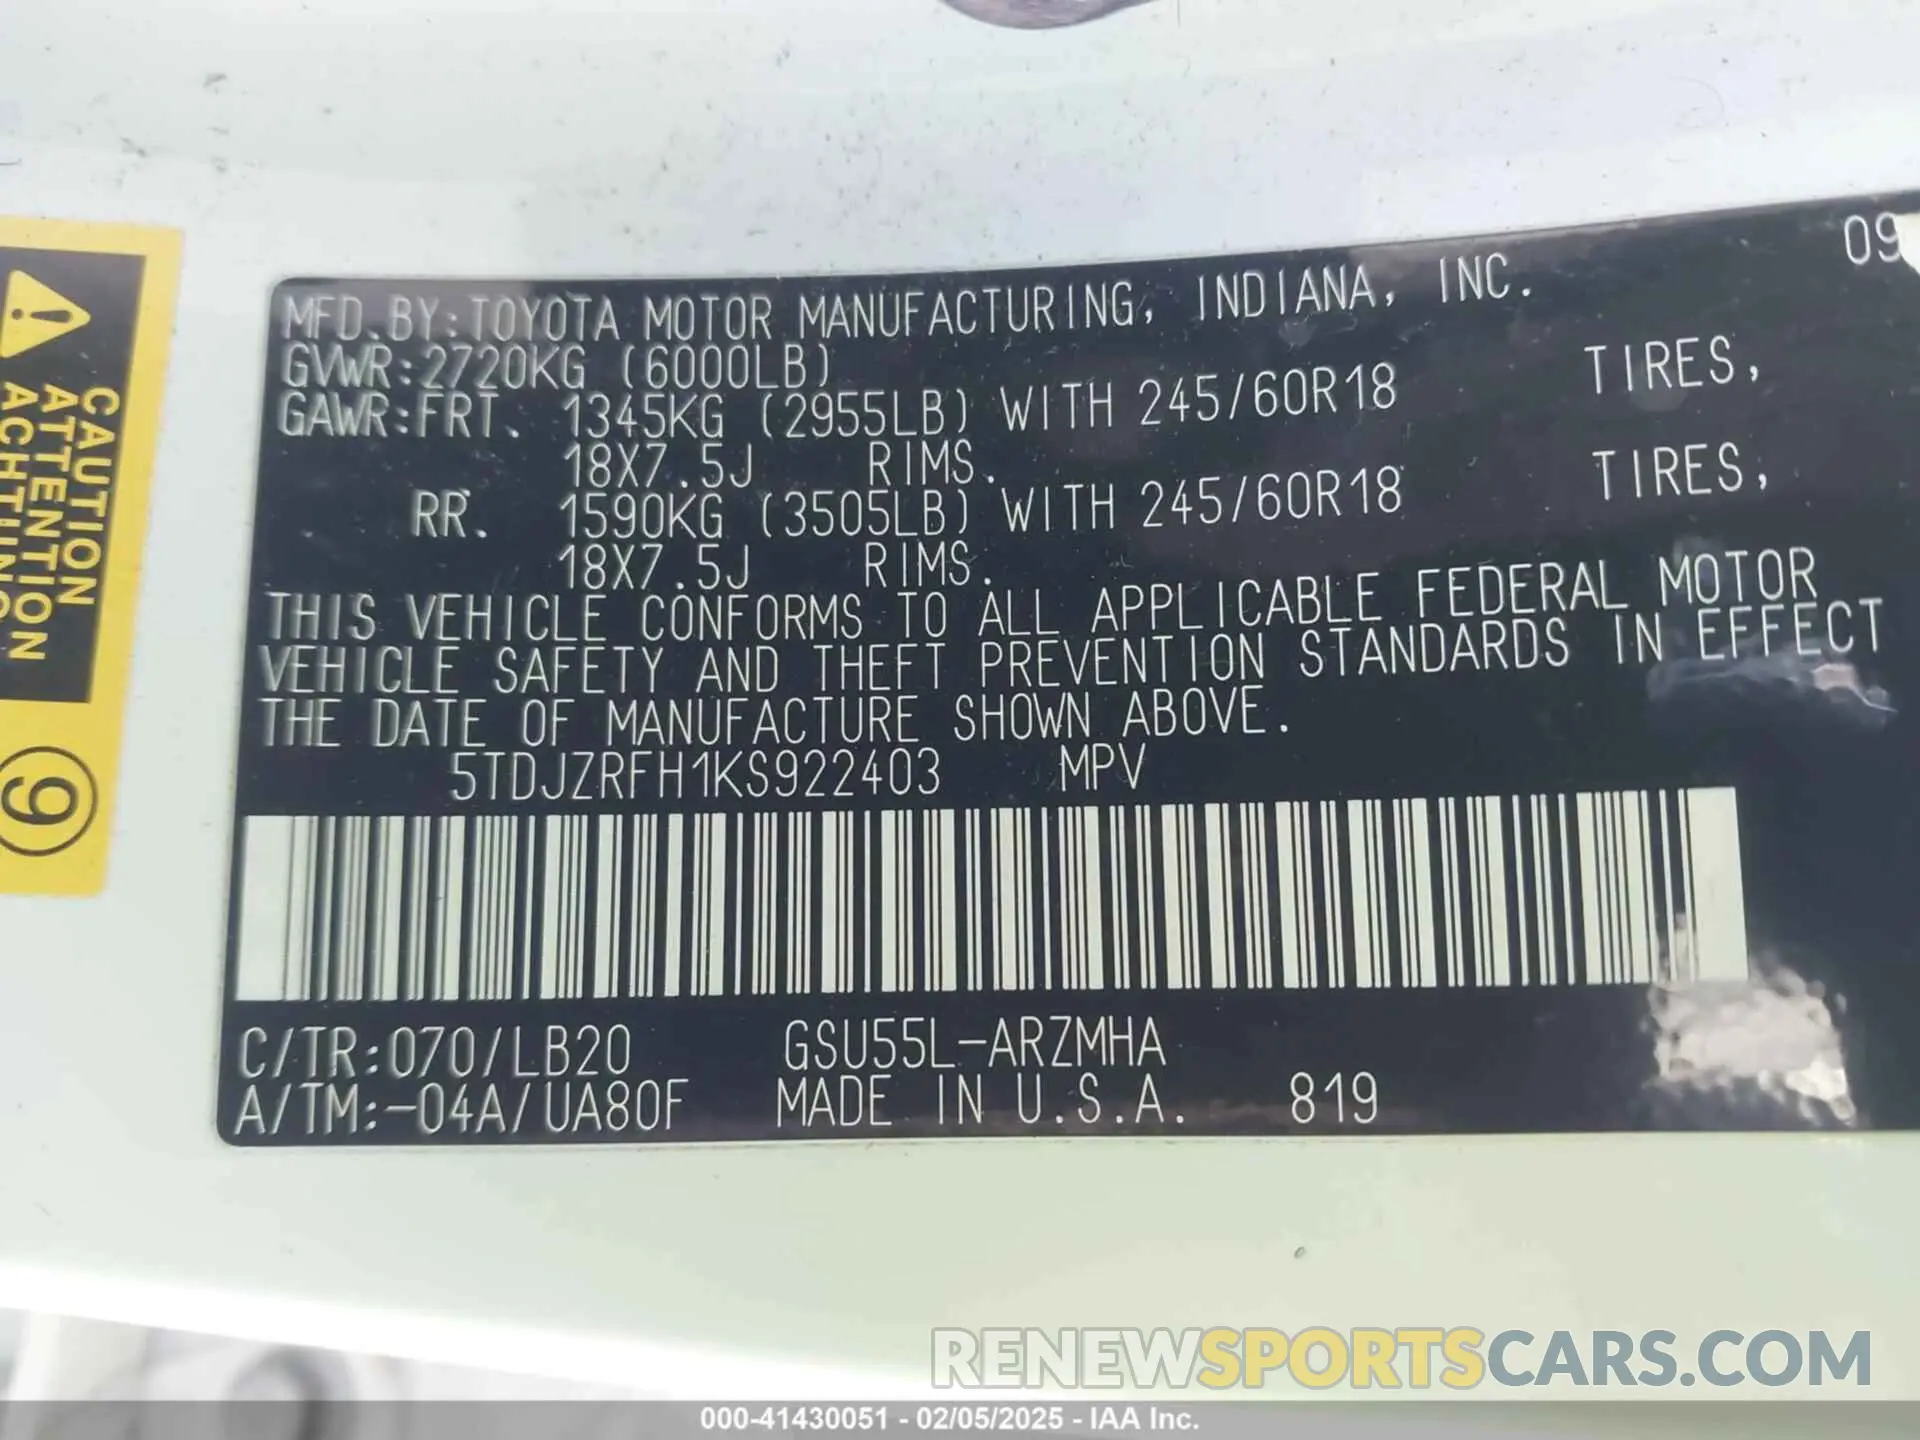 09
MFD.BY:TOYOTA MOTOR MANUFACTURING, INDIANA, INC.
GVWR:2720KG (6000LB)
GAWR:FRT. 1345KG (2955LB) WITH 245/60R18 TIRES,
18X7.5J RIMS.
RR. 1590KG (3505LB) WITH 245/60R18 TIRES,
18X7.5J RIMS.
THIS VEHICLE CONFORMS TO ALL APPLICABLE FEDERAL MOTOR
VEHICLE SAFETY AND THEFT PREVENTION STANDARDS IN EFFECT
THE DATE OF MANUFACTURE SHOWN ABOVE.
5TDJZRFH1KS922403 MPV
C/TR:070/LB20 GSU55L-ARZMHA
A/TM:-04A/UA80F MADE IN U.S.A. 819
CAUTION
ATTENTION
ACHTUNG
9
RENEWSPORTSCARS.COM
000-41430051 - 02/05/2025 - IAA Inc.